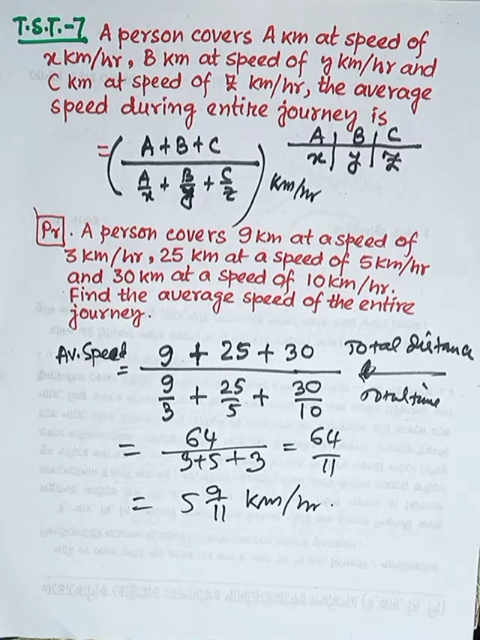 T.S.T.-7 A person covers A km at speed of
x km/hr, B km at speed of y km/hr and
C km at speed of z km/hr, the average
speed during entire journey is
= ( A+B+C / A/x + B/y + C/z ) km/hr
A | B | C
x | y | z
Pr. A person covers 9 km at a speed of
3 km/hr, 25 km at a speed of 5 km/hr
and 30 km at a speed of 10 km/hr.
Find the average speed of the entire
journey.
Av. Speed = 9 + 25 + 30 / 9/3 + 25/5 + 30/10
Total distance
Total time
= 64 / 3+5+3 = 64/11
= 5 9/11 km/hr.